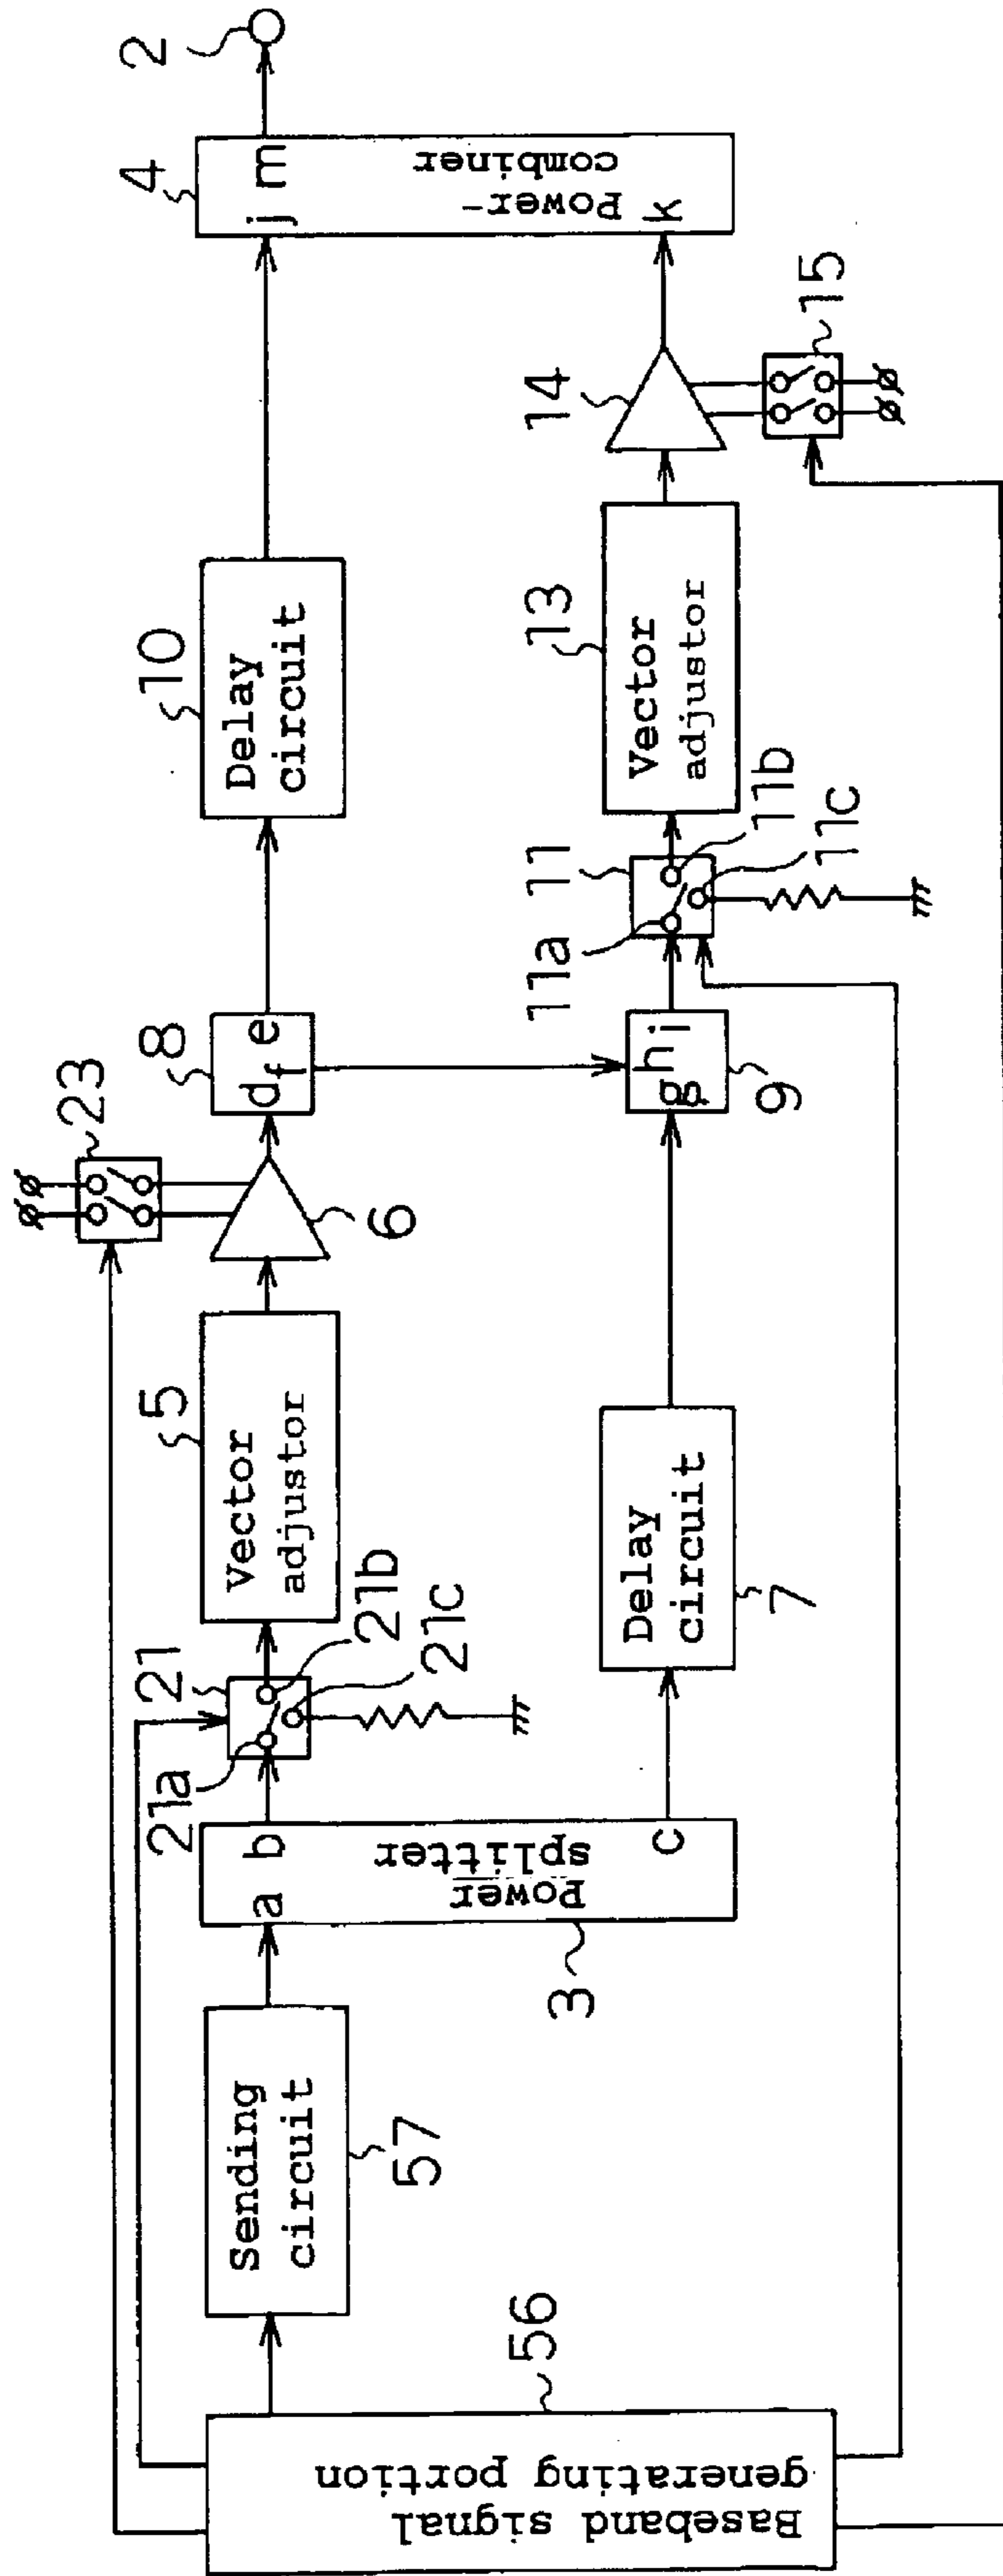 2
4
j m
Power-
combiner
k
10
Delay
circuit
14
15
13
Vector
adjustor
11
11a
11b
11c
8
d f e
23
6
g h i
9
5
Vector
adjustor
21
21a
21b
21c
Delay
circuit
7
a b
Power
splitter
c
3
Sending
circuit
57
56
Baseband signal
generating portion